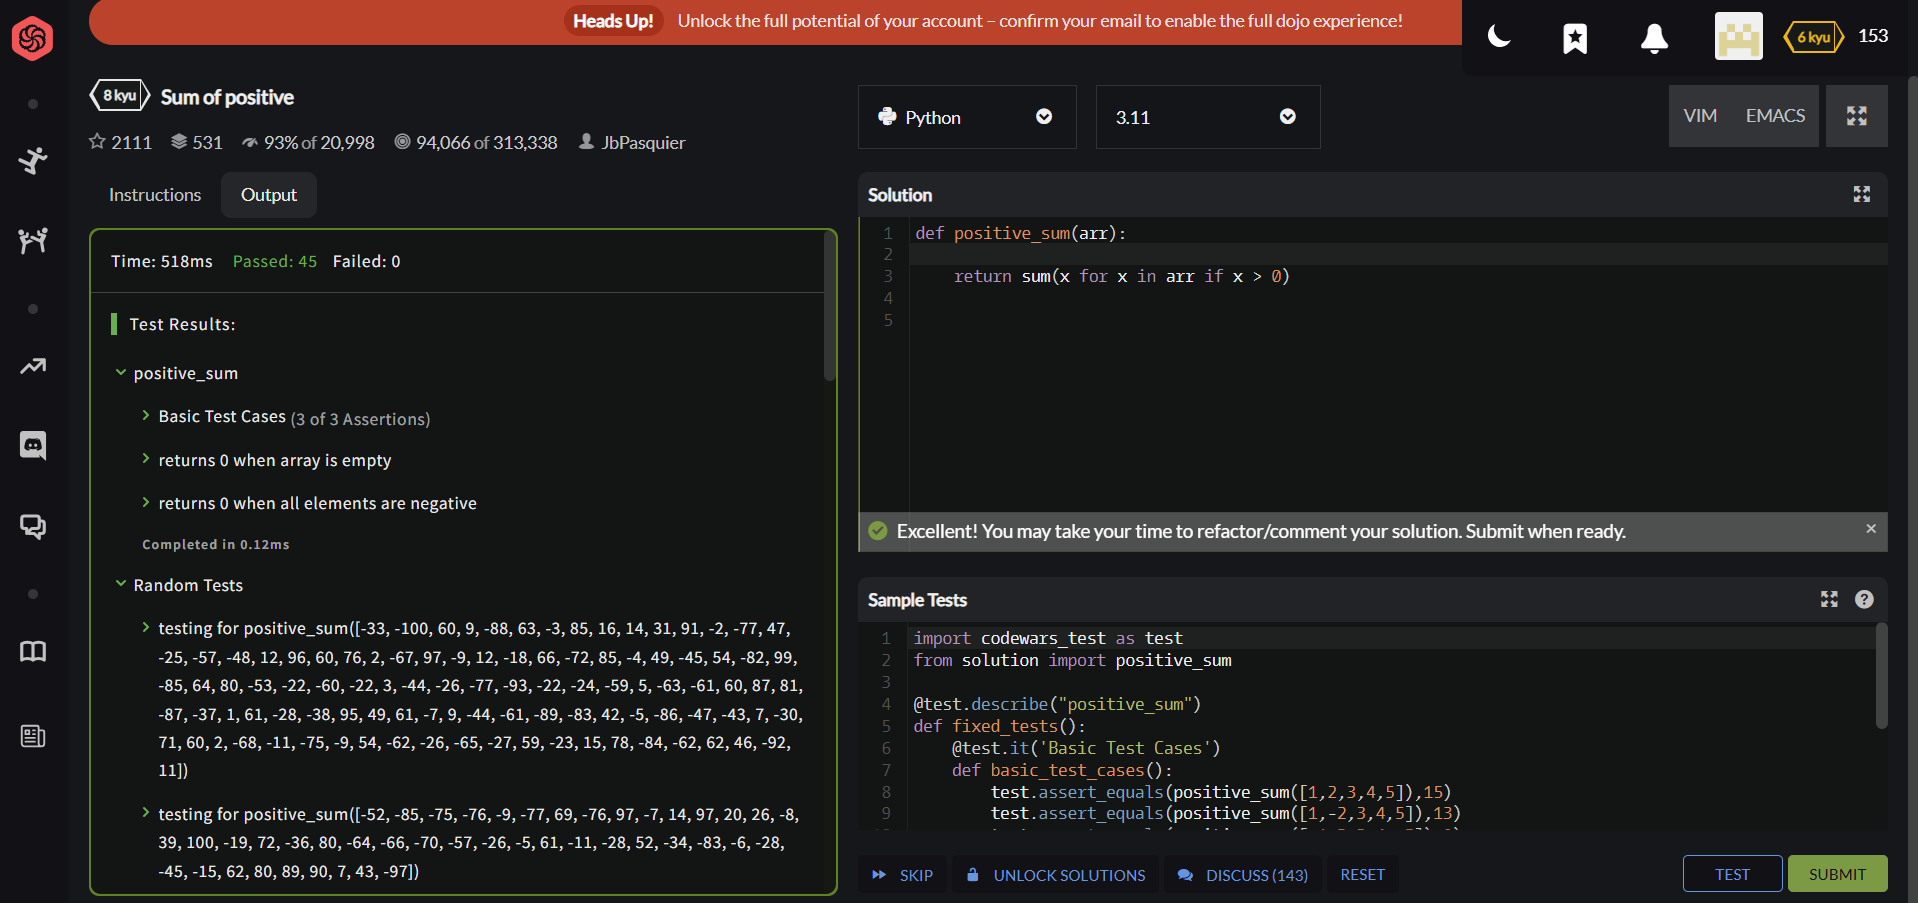 Heads Up! Unlock the full potential of your account – confirm your email to enable the full dojo experience!
6 kyu 153
8 kyu Sum of positive
2111 531 93% of 20,998 94,066 of 313,338 JbPasquier
Instructions Output
Time: 518ms Passed: 45 Failed: 0
Test Results:
positive_sum
Basic Test Cases (3 of 3 Assertions)
returns 0 when array is empty
returns 0 when all elements are negative
Completed in 0.12ms
Random Tests
testing for positive_sum([-33, -100, 60, 9, -88, 63, -3, 85, 16, 14, 31, 91, -2, -77, 47,
-25, -57, -48, 12, 96, 60, 76, 2, -67, 97, -9, 12, -18, 66, -72, 85, -4, 49, -45, 54, -82, 99,
-85, 64, 80, -53, -22, -60, -22, 3, -44, -26, -77, -93, -22, -24, -59, 5, -63, -61, 60, 87, 81,
-87, -37, 1, 61, -28, -38, 95, 49, 61, -7, 9, -44, -61, -89, -83, 42, -5, -86, -47, -43, 7, -30,
71, 60, 2, -68, -11, -75, -9, 54, -62, -26, -65, -27, 59, -23, 15, 78, -84, -62, 62, 46, -92,
11])
testing for positive_sum([-52, -85, -75, -76, -9, -77, 69, -76, 97, -7, 14, 97, 20, 26, -8,
39, 100, -19, 72, -36, 80, -64, -66, -70, -57, -26, -5, 61, -11, -28, 52, -34, -83, -6, -28,
-45, -15, 62, 80, 89, 90, 7, 43, -97])
Python 3.11 VIM EMACS
Solution
1 def positive_sum(arr):
2
3 return sum(x for x in arr if x > 0)
4
5
Excellent! You may take your time to refactor/comment your solution. Submit when ready. ×
Sample Tests ?
1 import codewars_test as test
2 from solution import positive_sum
3
4 @test.describe("positive_sum")
5 def fixed_tests():
6 @test.it('Basic Test Cases')
7 def basic_test_cases():
8 test.assert_equals(positive_sum([1,2,3,4,5]),15)
9 test.assert_equals(positive_sum([1,-2,3,4,5]),13)
SKIP UNLOCK SOLUTIONS DISCUSS (143) RESET TEST SUBMIT